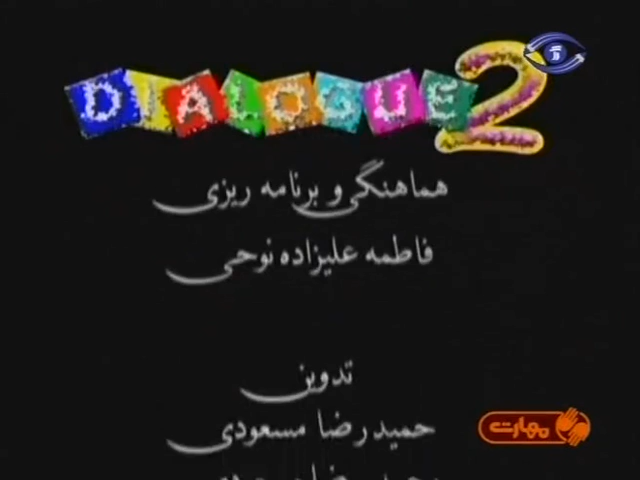 DIALOGUE 2
هماهنگی و برنامه ریزی
فاطمه علیزاده نوحی
تدوین
حمیدرضا مسعودی
مهارت